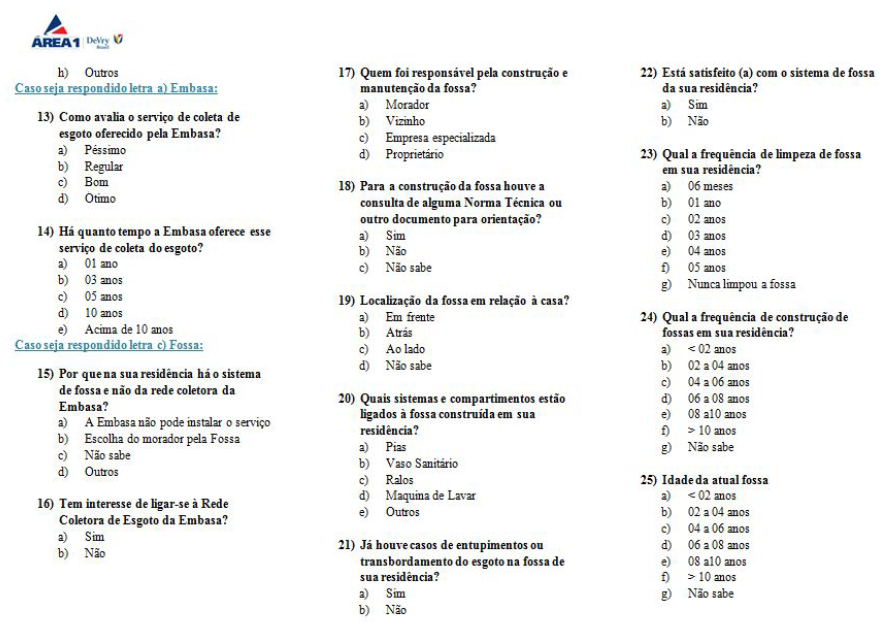 ÁREA1 DeVry
Brasil
h) Outros
Caso seja respondido letra a) Embasa:
13) Como avalia o serviço de coleta de
esgoto oferecido pela Embasa?
a) Péssimo
b) Regular
c) Bom
d) Otimo
14) Há quanto tempo a Embasa oferece esse
serviço de coleta do esgoto?
a) 01 ano
b) 03 anos
c) 05 anos
d) 10 anos
e) Acima de 10 anos
Caso seja respondido letra c) Fossa:
15) Por que na sua residência há o sistema
de fossa e não da rede coletora da
Embasa?
a) A Embasa não pode instalar o serviço
b) Escolha do morador pela Fossa
c) Não sabe
d) Outros
16) Tem interesse de ligar-se à Rede
Coletora de Esgoto da Embasa?
a) Sim
b) Não
17) Quem foi responsável pela construção e
manutenção da fossa?
a) Morador
b) Vizinho
c) Empresa especializada
d) Proprietário
18) Para a construção da fossa houve a
consulta de alguma Norma Técnica ou
outro documento para orientação?
a) Sim
b) Não
c) Não sabe
19) Localização da fossa em relação à casa?
a) Em frente
b) Atrás
c) Ao lado
d) Não sabe
20) Quais sistemas e compartimentos estão
ligados à fossa construída em sua
residência?
a) Pias
b) Vaso Sanitário
c) Ralos
d) Maquina de Lavar
e) Outros
21) Já houve casos de entupimentos ou
transbordamento do esgoto na fossa de
sua residência?
a) Sim
b) Não
22) Está satisfeito (a) com o sistema de fossa
da sua residência?
a) Sim
b) Não
23) Qual a frequência de limpeza de fossa
em sua residência?
a) 06 meses
b) 01 ano
c) 02 anos
d) 03 anos
e) 04 anos
f) 05 anos
g) Nunca limpou a fossa
24) Qual a frequência de construção de
fossas em sua residência?
a) < 02 anos
b) 02 a 04 anos
c) 04 a 06 anos
d) 06 a 08 anos
e) 08 a10 anos
f) > 10 anos
g) Não sabe
25) Idade da atual fossa
a) < 02 anos
b) 02 a 04 anos
c) 04 a 06 anos
d) 06 a 08 anos
e) 08 a10 anos
f) > 10 anos
g) Não sabe